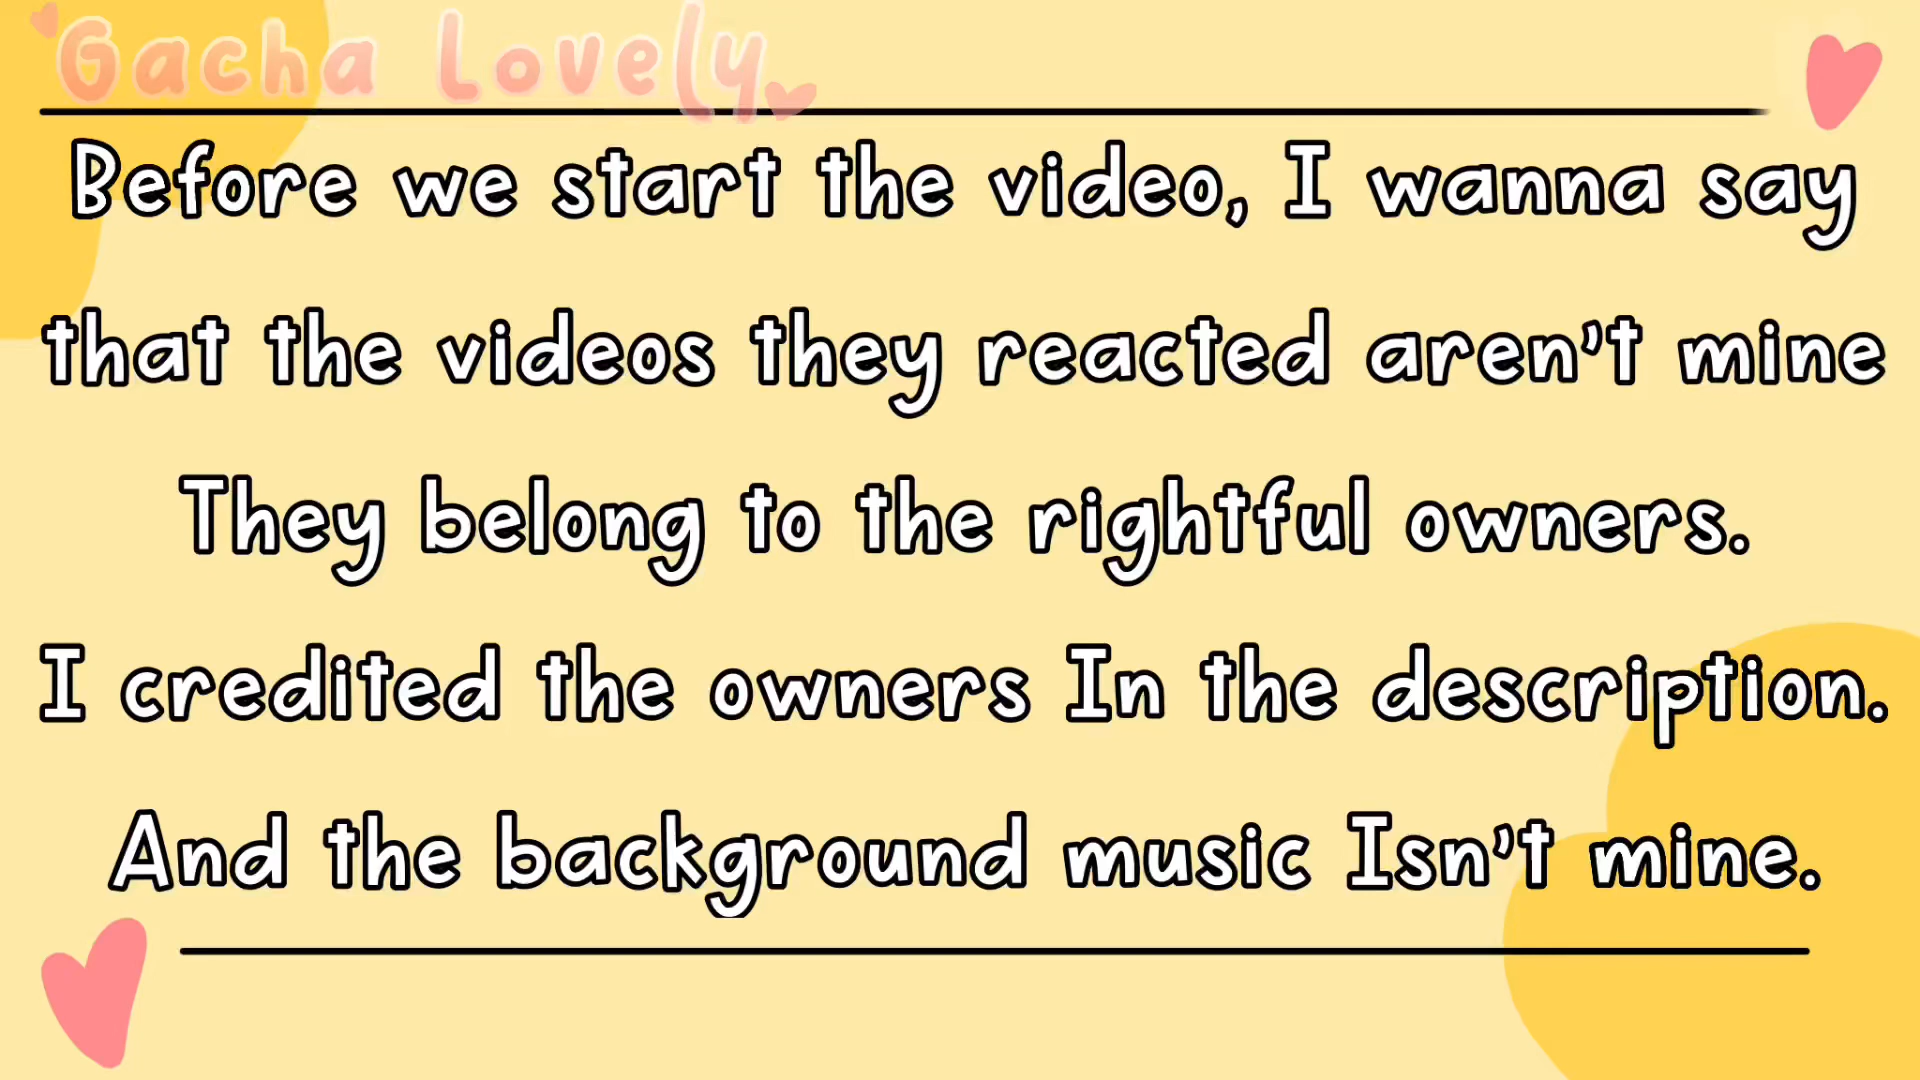 Gacha Lovely
Before we start the video, I wanna say
that the videos they reacted aren't mine
They belong to the rightful owners.
I credited the owners In the description.
And the background music Isn't mine.